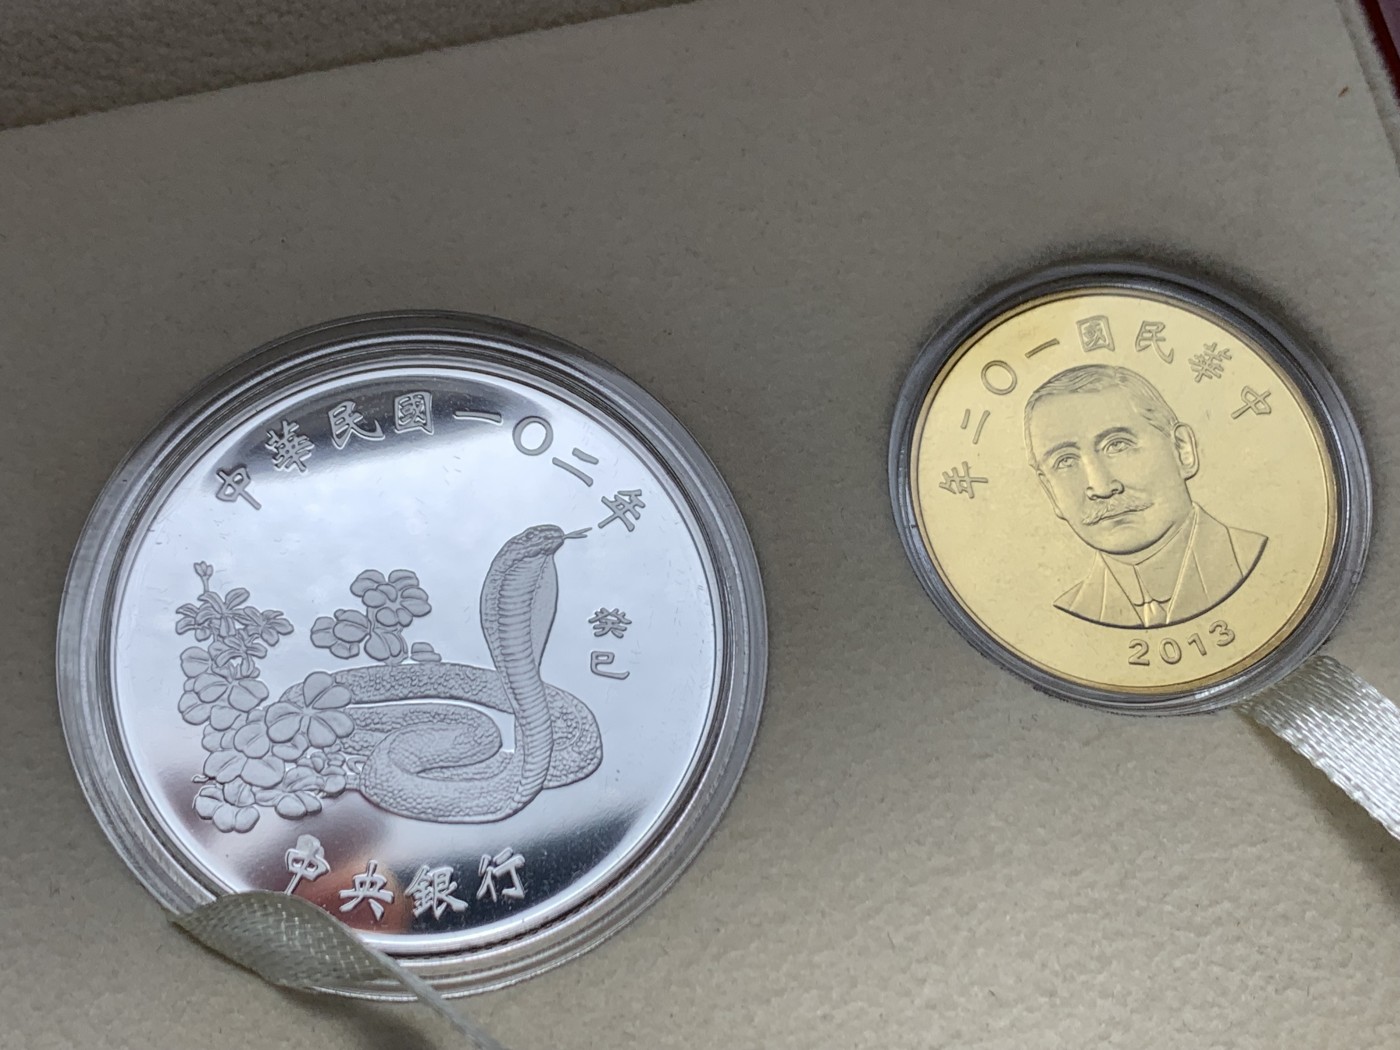 中華民國一〇二年
癸巳
中央銀行
年二〇一國民華中
2013